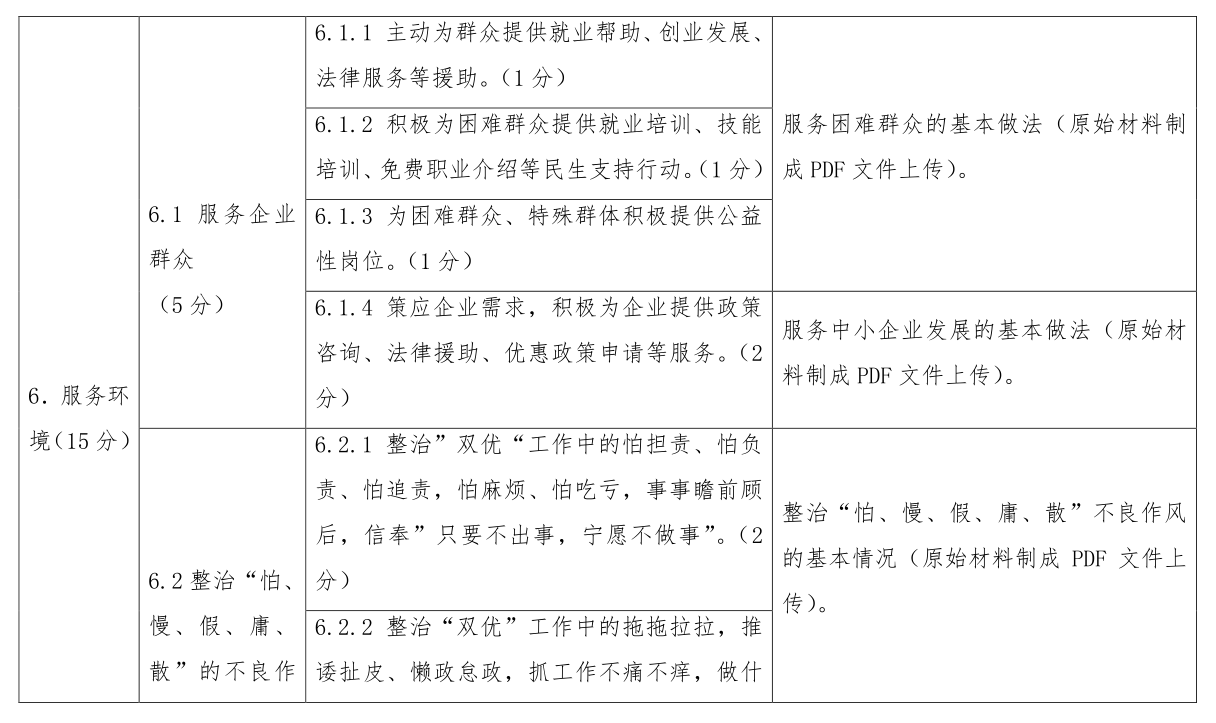 6. 服务环
境(15 分)
6.1 服务企业
群众
（5 分）
6.1.1 主动为群众提供就业帮助、创业发展、
法律服务等援助。（1 分）
6.1.2 积极为困难群众提供就业培训、技能
培训、免费职业介绍等民生支持行动。（1 分）
6.1.3 为困难群众、特殊群体积极提供公益
性岗位。（1 分）
服务困难群众的基本做法（原始材料制
成 PDF 文件上传）。
6.1.4 策应企业需求，积极为企业提供政策
咨询、法律援助、优惠政策申请等服务。（2
分）
服务中小企业发展的基本做法（原始材
料制成 PDF 文件上传）。
6.2 整治“怕、
慢、假、庸、
散”的不良作
6.2.1 整治”双优“工作中的怕担责、怕负
责、怕追责，怕麻烦、怕吃亏，事事瞻前顾
后，信奉”只要不出事，宁愿不做事”。（2
分）
6.2.2 整治“双优”工作中的拖拖拉拉，推
诿扯皮、懒政怠政，抓工作不痛不痒，做什
整治“怕、慢、假、庸、散”不良作风
的基本情况（原始材料制成 PDF 文件上
传）。